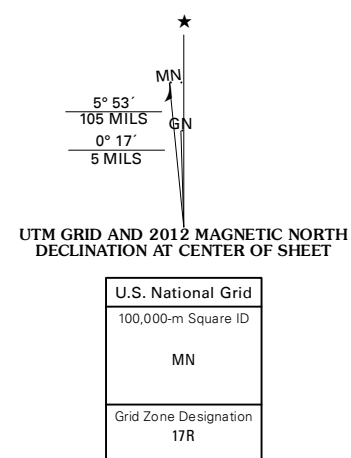 ★
MN
5° 53´
105 MILS
GN
0° 17´
5 MILS
UTM GRID AND 2012 MAGNETIC NORTH
DECLINATION AT CENTER OF SHEET
U.S. National Grid
100,000-m Square ID
MN
Grid Zone Designation
17R